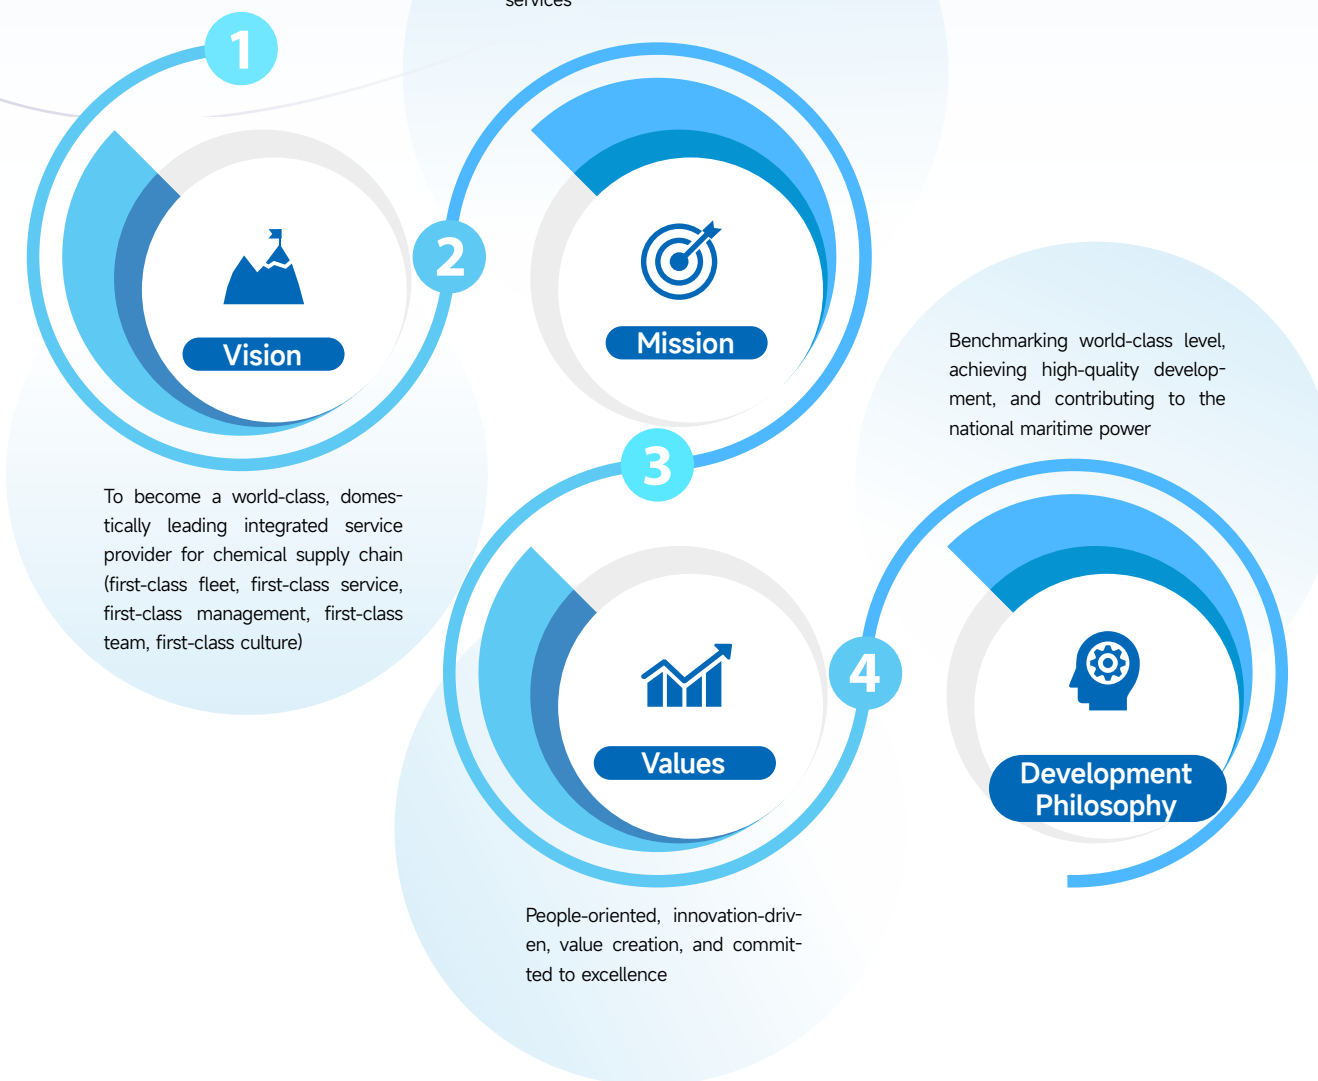 services
1
2
Vision
Mission
To become a world-class, domes-
tically leading integrated service
provider for chemical supply chain
(first-class fleet, first-class service,
first-class management, first-class
team, first-class culture)
3
4
Values
People-oriented, innovation-driv-
en, value creation, and commit-
ted to excellence
Benchmarking world-class level,
achieving high-quality develop-
ment, and contributing to the
national maritime power
Development
Philosophy